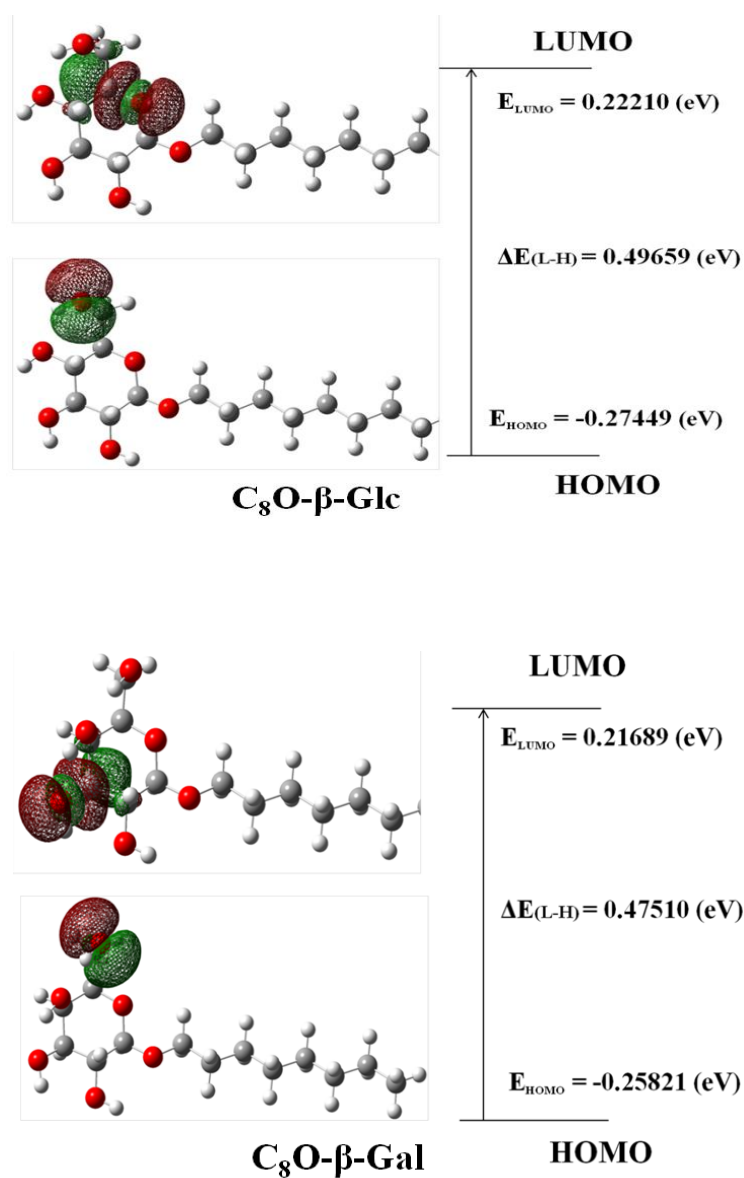 LUMO
E_LUMO = 0.22210 (eV)
ΔE(L-H) = 0.49659 (eV)
E_HOMO = -0.27449 (eV)
HOMO
C₈O-β-Glc
LUMO
E_LUMO = 0.21689 (eV)
ΔE(L-H) = 0.47510 (eV)
E_HOMO = -0.25821 (eV)
HOMO
C₈O-β-Gal